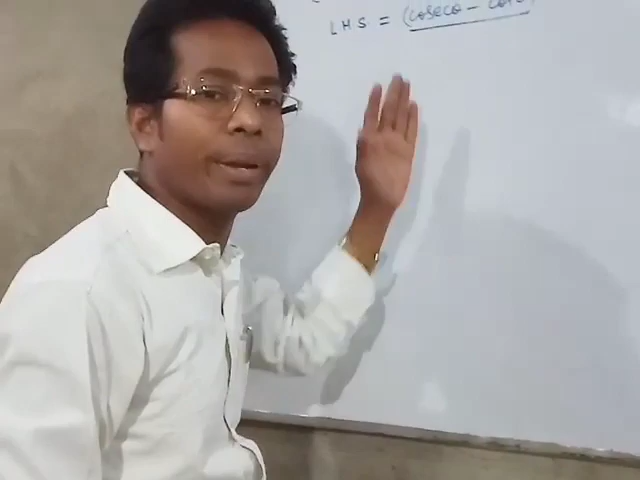 LHS = (cosecθ - cotθ)